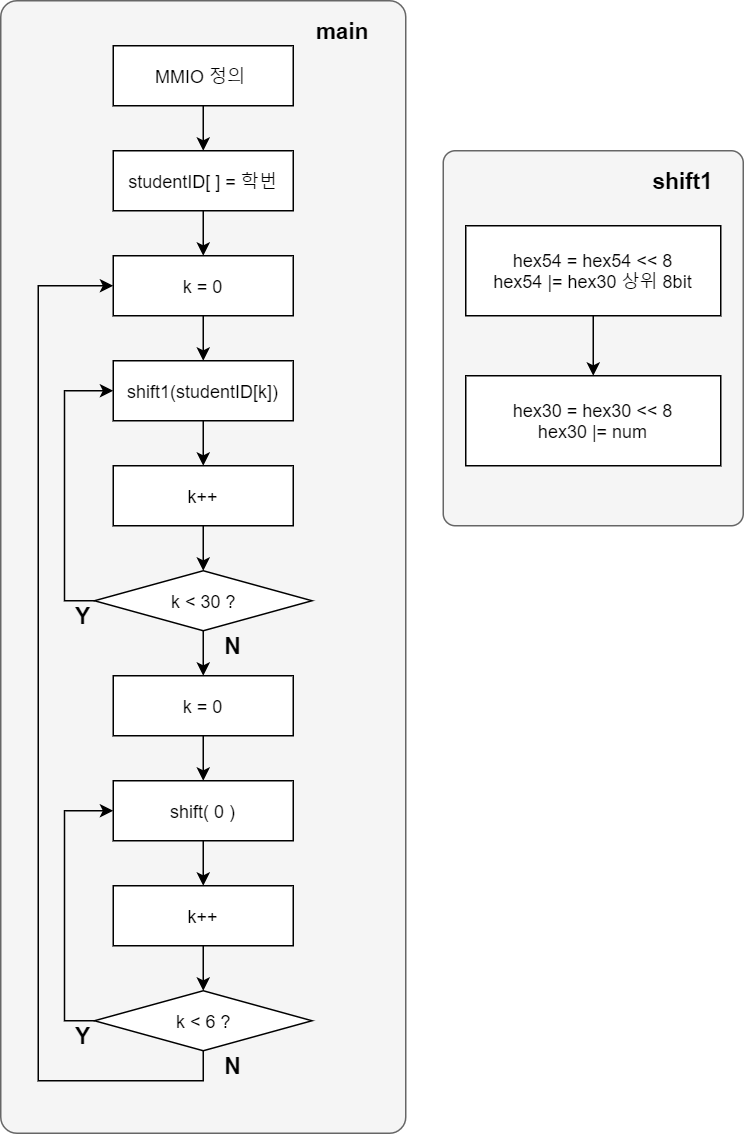 main
MMIO 정의
studentID[ ] = 학번
k = 0
shift1(studentID[k])
k++
k < 30 ?
Y
N
k = 0
shift( 0 )
k++
k < 6 ?
Y
N
shift1
hex54 = hex54 << 8
hex54 |= hex30 상위 8bit
hex30 = hex30 << 8
hex30 |= num